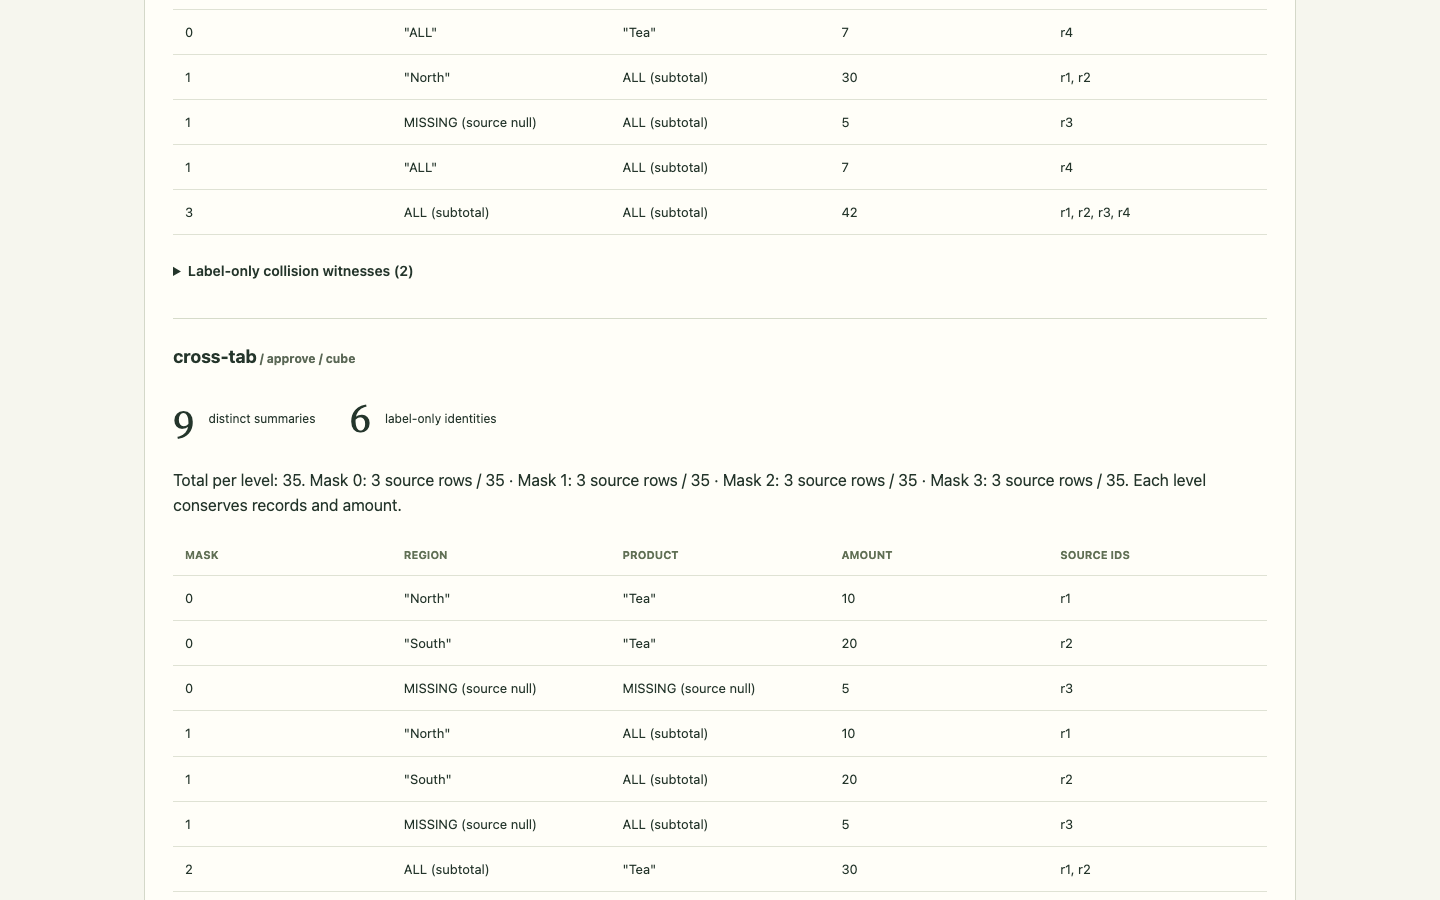 0 "ALL" "Tea" 7 r4
1 "North" ALL (subtotal) 30 r1, r2
1 MISSING (source null) ALL (subtotal) 5 r3
1 "ALL" ALL (subtotal) 7 r4
3 ALL (subtotal) ALL (subtotal) 42 r1, r2, r3, r4
Label-only collision witnesses (2)
cross-tab / approve / cube
9 distinct summaries 6 label-only identities
Total per level: 35. Mask 0: 3 source rows / 35 · Mask 1: 3 source rows / 35 · Mask 2: 3 source rows / 35 · Mask 3: 3 source rows / 35. Each level
conserves records and amount.
MASK REGION PRODUCT AMOUNT SOURCE IDS
0 "North" "Tea" 10 r1
0 "South" "Tea" 20 r2
0 MISSING (source null) MISSING (source null) 5 r3
1 "North" ALL (subtotal) 10 r1
1 "South" ALL (subtotal) 20 r2
1 MISSING (source null) ALL (subtotal) 5 r3
2 ALL (subtotal) "Tea" 30 r1, r2